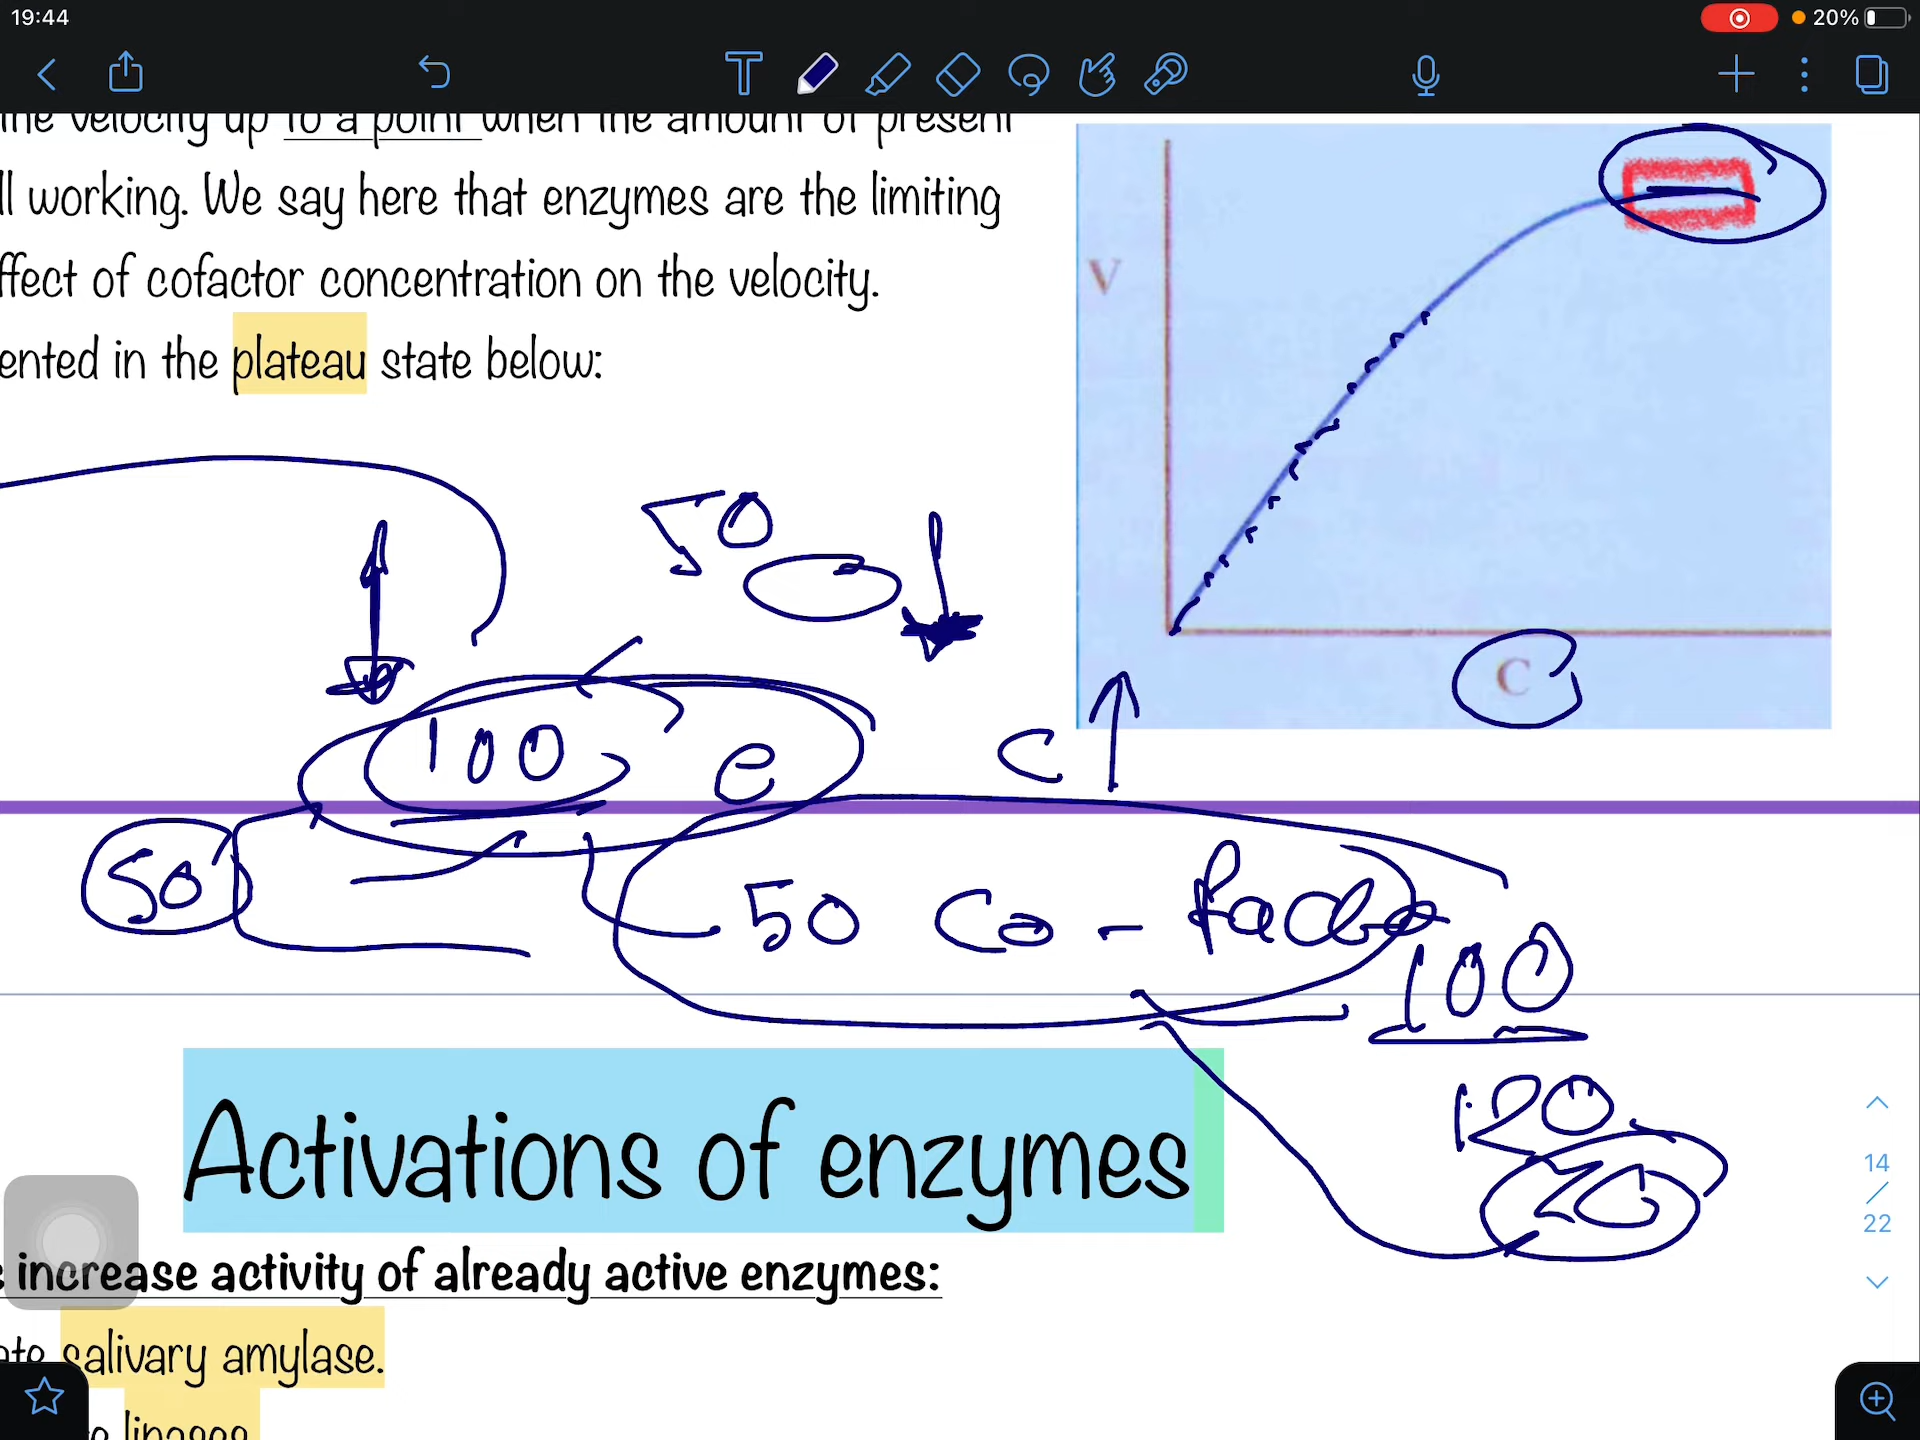 19:44
20%
the velocity up to a point when the amount of present
ll working. We say here that enzymes are the limiting
ffect of cofactor concentration on the velocity.
ented in the plateau state below:
V
C
50
100 e
C
50
50 Co-factor
100
120
20
Activations of enzymes
increase activity of already active enzymes:
salivary amylase.
lipases
14
/
22